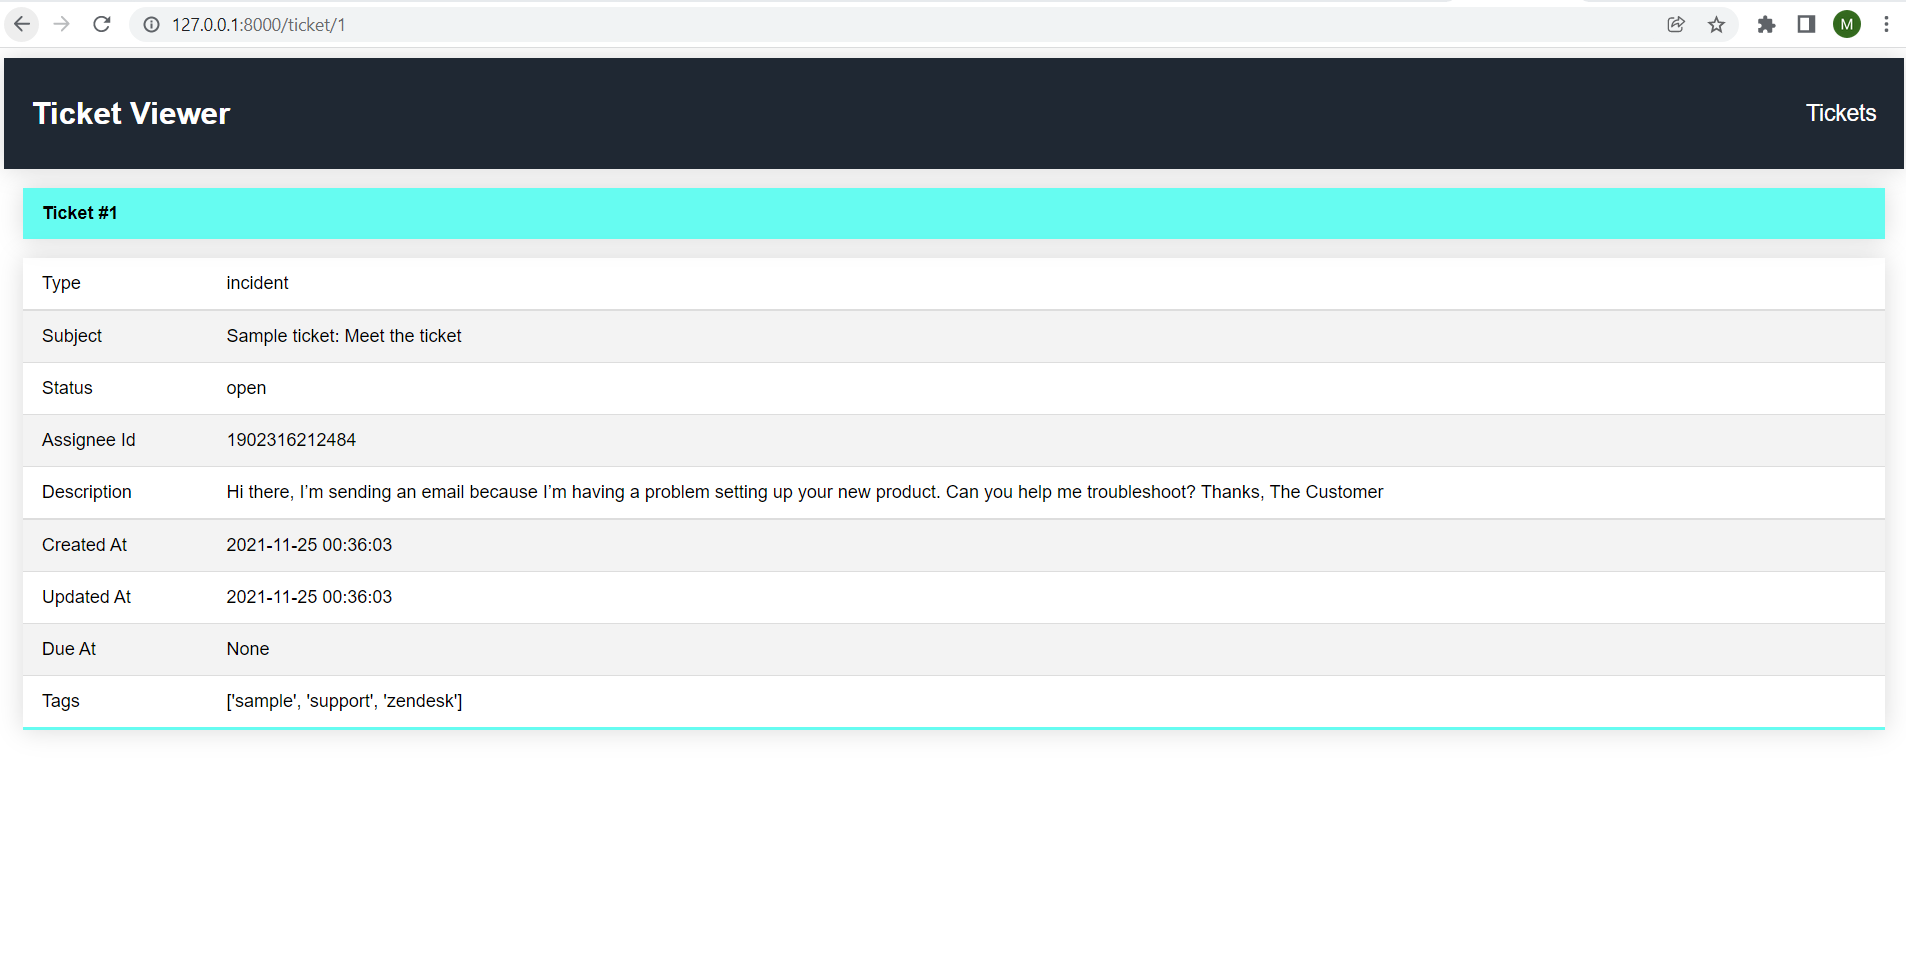 127.0.0.1:8000/ticket/1
M
Ticket Viewer
Tickets
Ticket #1
Type incident
Subject Sample ticket: Meet the ticket
Status open
Assignee Id 1902316212484
Description Hi there, I’m sending an email because I’m having a problem setting up your new product. Can you help me troubleshoot? Thanks, The Customer
Created At 2021-11-25 00:36:03
Updated At 2021-11-25 00:36:03
Due At None
Tags ['sample', 'support', 'zendesk']